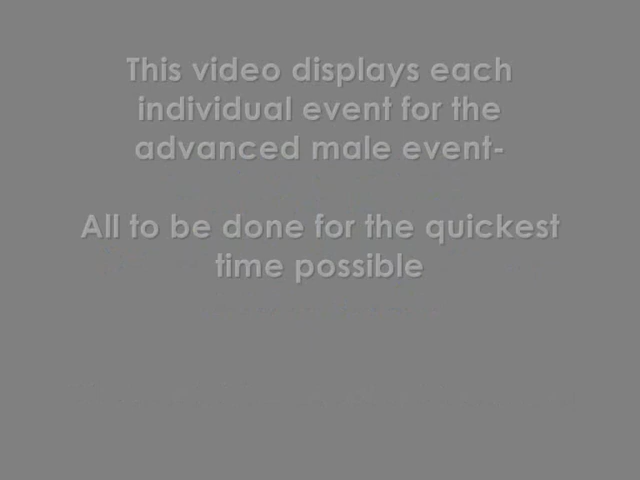 This video displays each
individual event for the
advanced male event-
All to be done for the quickest
time possible